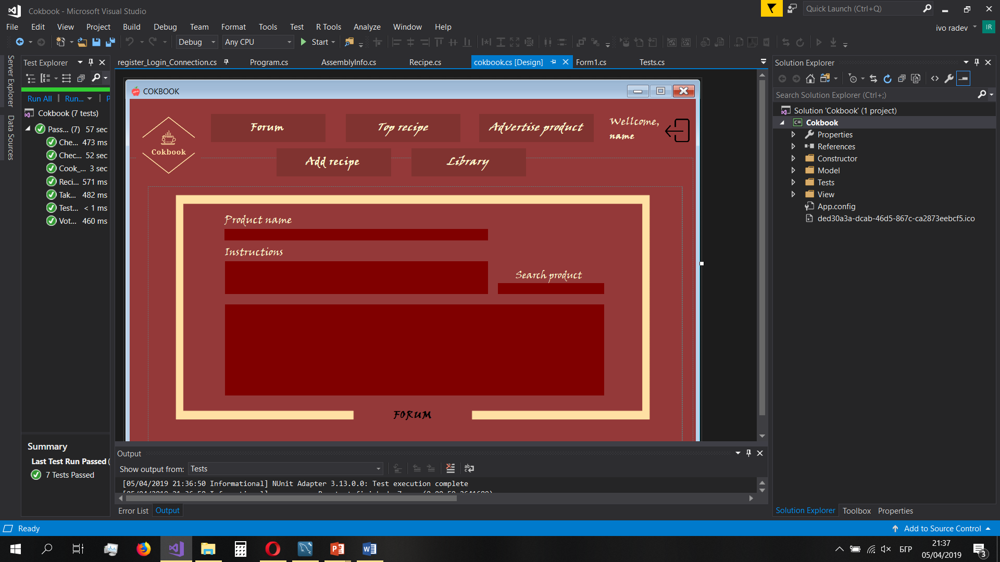 Cokbook - Microsoft Visual Studio
Quick Launch (Ctrl+Q)
File Edit View Project Build Debug Team Format Tools Test R Tools Analyze Window Help
ivo radev IR
Debug Any CPU Start
Server Explorer
Data Sources
Test Explorer
Run All Run... P
Cokbook (7 tests)
Pass... (7) 57 sec
Che... 473 ms
Chec... 52 sec
Cook_... 3 sec
Reci... 571 ms
Tak... 482 ms
Test... < 1 ms
Vot... 460 ms
Summary
Last Test Run Passed (
7 Tests Passed
register_Login_Connection.cs Program.cs AssemblyInfo.cs Recipe.cs cokbook.cs [Design] Form1.cs Tests.cs
COKBOOK
Cokbook
Forum
Top recipe
Advertise product
Wellcome,
name
Add recipe
Library
Product name
Instructions
Search product
FORUM
Output
Show output from: Tests
[05/04/2019 21:36:50 Informational] NUnit Adapter 3.13.0.0: Test execution complete
Error List Output
Solution Explorer
Search Solution Explorer (Ctrl+;)
Solution 'Cokbook' (1 project)
C# Cokbook
Properties
References
Constructor
Model
Tests
View
App.config
ded30a3a-dcab-46d5-867c-ca2873eebcf5.ico
Solution Explorer Toolbox Properties
Ready
Add to Source Control
БГР
21:37
05/04/2019
3